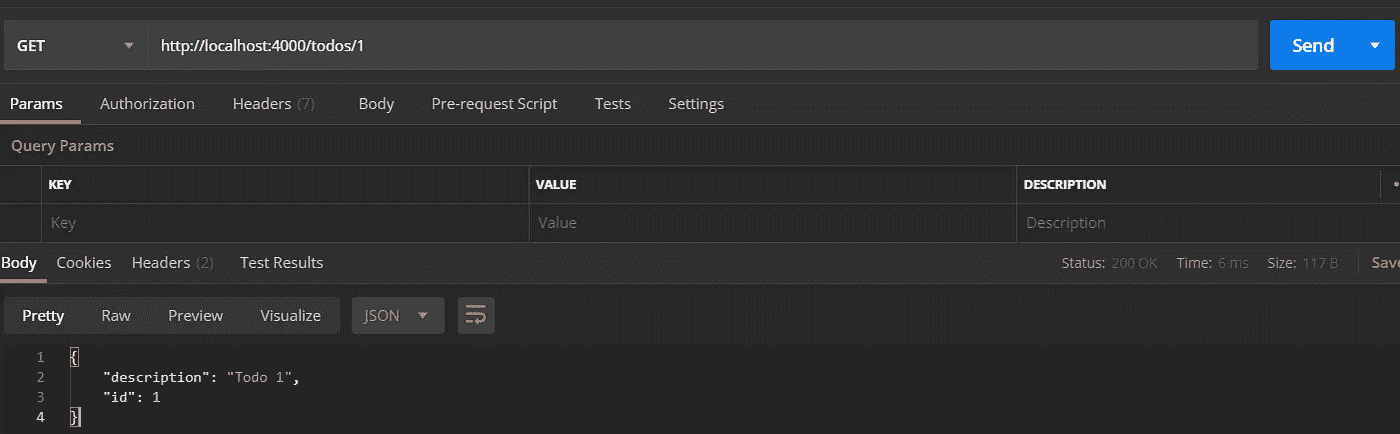 GET http://localhost:4000/todos/1 Send
Params Authorization Headers (7) Body Pre-request Script Tests Settings
Query Params
KEY VALUE DESCRIPTION
Key Value Description
Body Cookies Headers (2) Test Results Status: 200 OK Time: 6 ms Size: 117 B Save
Pretty Raw Preview Visualize JSON
1 {
2 "description": "Todo 1",
3 "id": 1
4 }